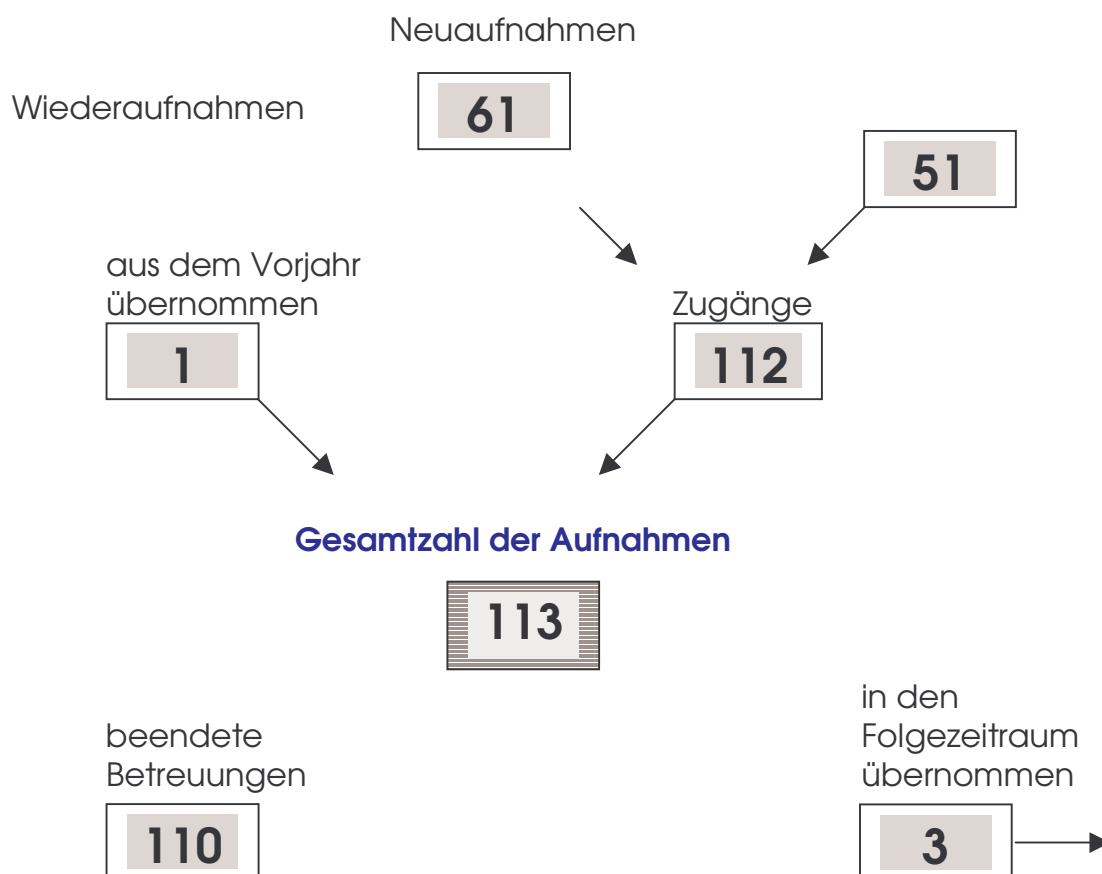 Neuaufnahmen
Wiederaufnahmen
61
51
aus dem Vorjahr
übernommen
Zugänge
1
112
Gesamtzahl der Aufnahmen
113
beendete
Betreuungen
in den
Folgezeitraum
übernommen
110
3